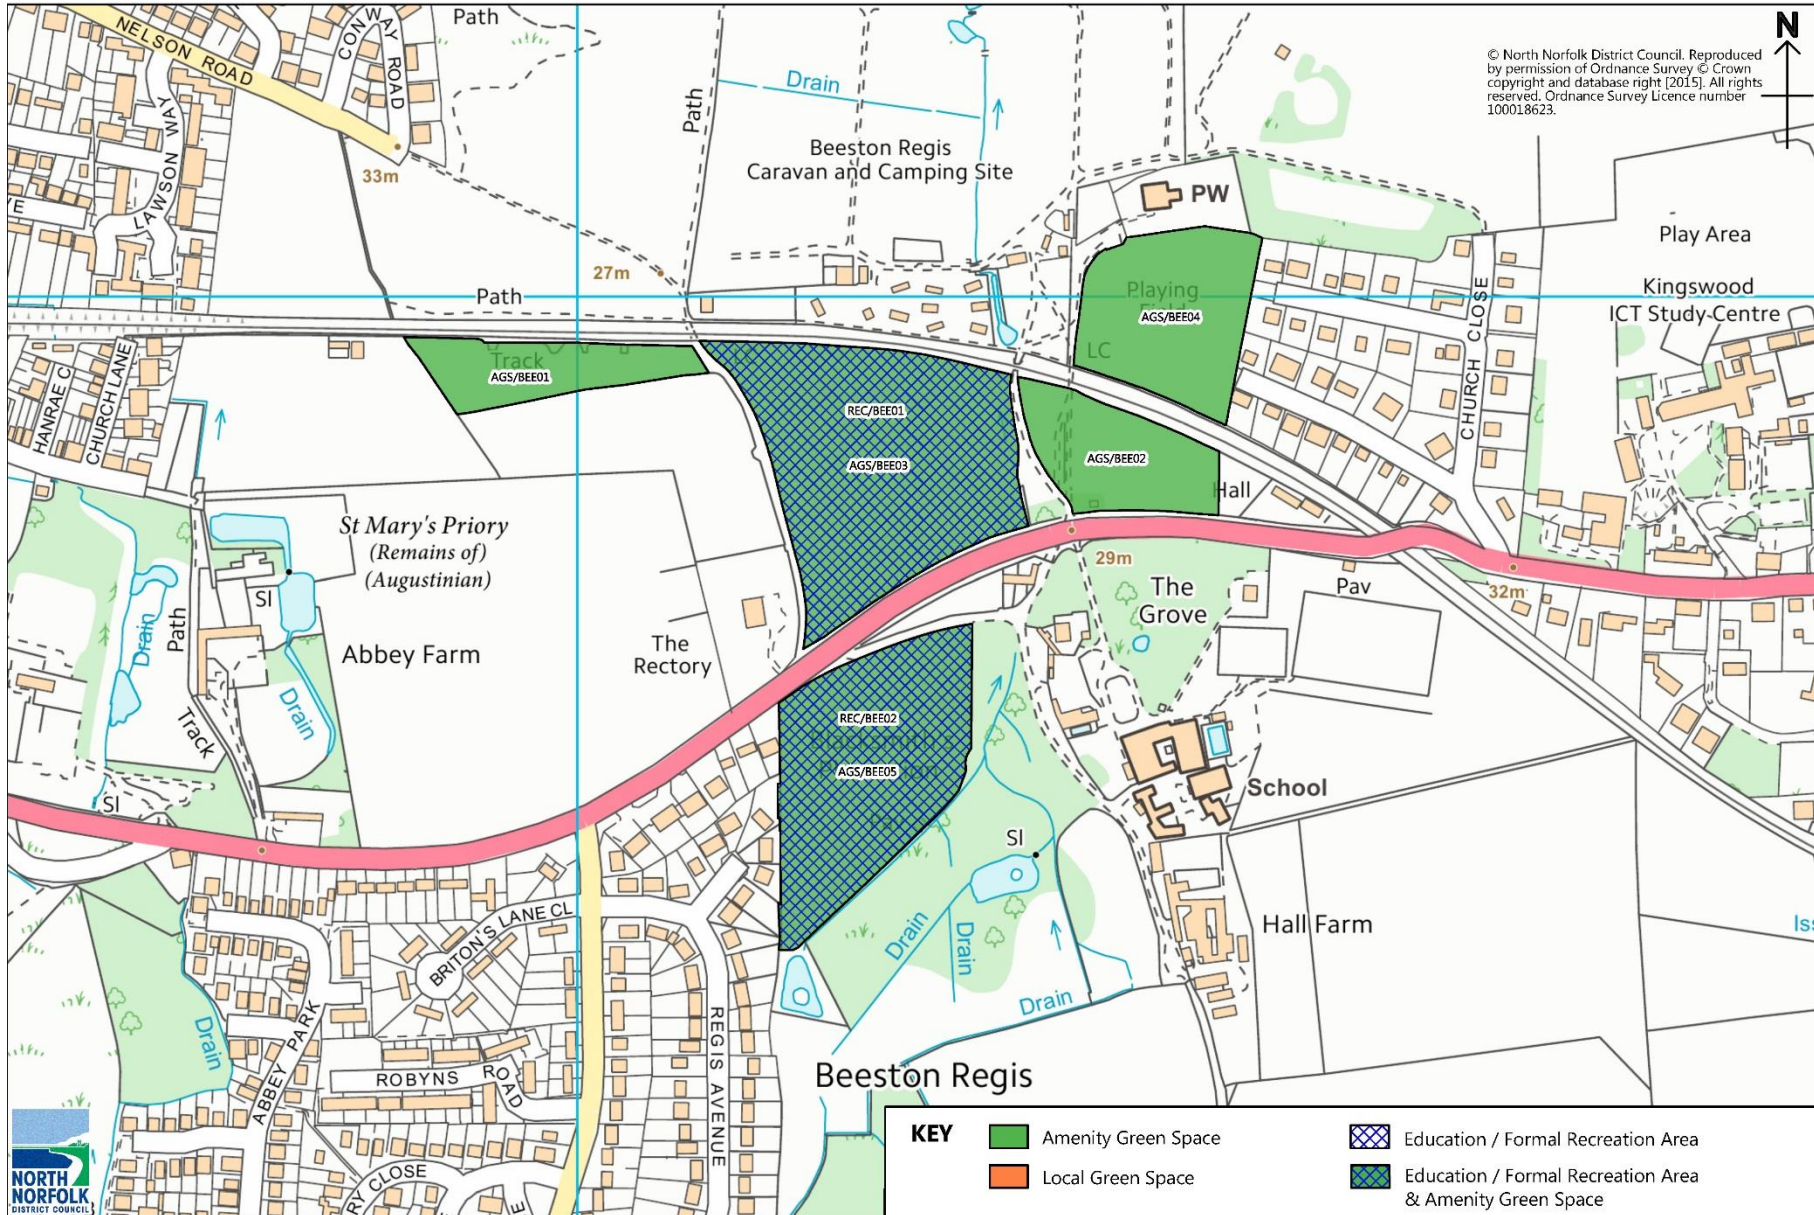 Path
NELSON ROAD
CONWAY ROAD
N
© North Norfolk District Council. Reproduced
by permission of Ordnance Survey © Crown
copyright and database right [2015]. All rights
reserved. Ordnance Survey Licence number
100018623.
LAWSON WAY
Path
Drain
33m
Beeston Regis
Caravan and Camping Site
PW
Play Area
27m
Path
Playing
AGS/BEE04
Kingswood
ICT Study Centre
CHURCH CLOSE
HANRAE C
CHURCH LANE
Track
AGS/BEE01
LC
REC/BEE01
AGS/BEE03
AGS/BEE02
Hall
St Mary's Priory
(Remains of)
(Augustinian)
29m
32m
Pav
The
Grove
SI
Drain
Path
Abbey Farm
The
Rectory
Drain
Track
REC/BEE02
AGS/BEE05
School
SI
SI
Hall Farm
Drain
Drain
Iss
BRITON'S LANE CL
Drain
Drain
ABBEY PARK
REGIS AVENUE
ROBYNS ROAD
Beeston Regis
RY CLOSE
NORTH
NORFOLK
DISTRICT COUNCIL
KEY
Amenity Green Space
Local Green Space
Education / Formal Recreation Area
Education / Formal Recreation Area
& Amenity Green Space